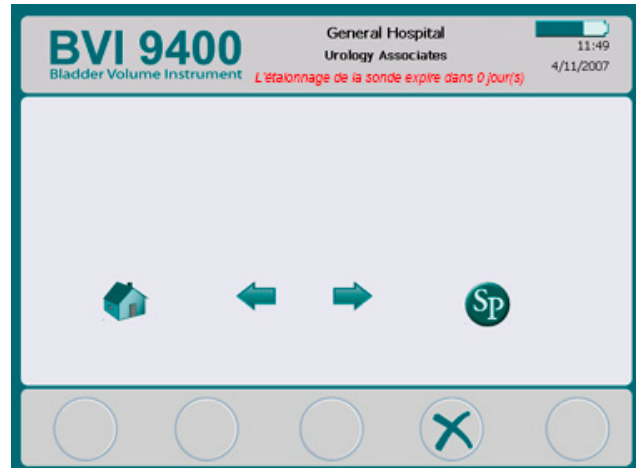 BVI 9400
Bladder Volume Instrument
General Hospital
Urology Associates
L'étalonnage de la sonde expire dans 0 jour(s)
11:49
4/11/2007
SP